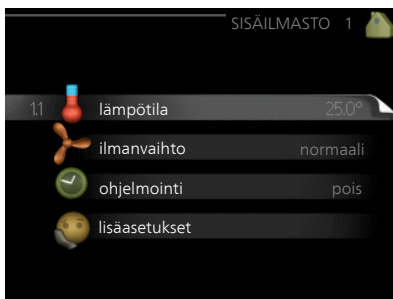 SISÄILMASTO 1
1.1 lämpötila 25.0°
ilmanvaihto normaali
ohjelmointi pois
lisäasetukset